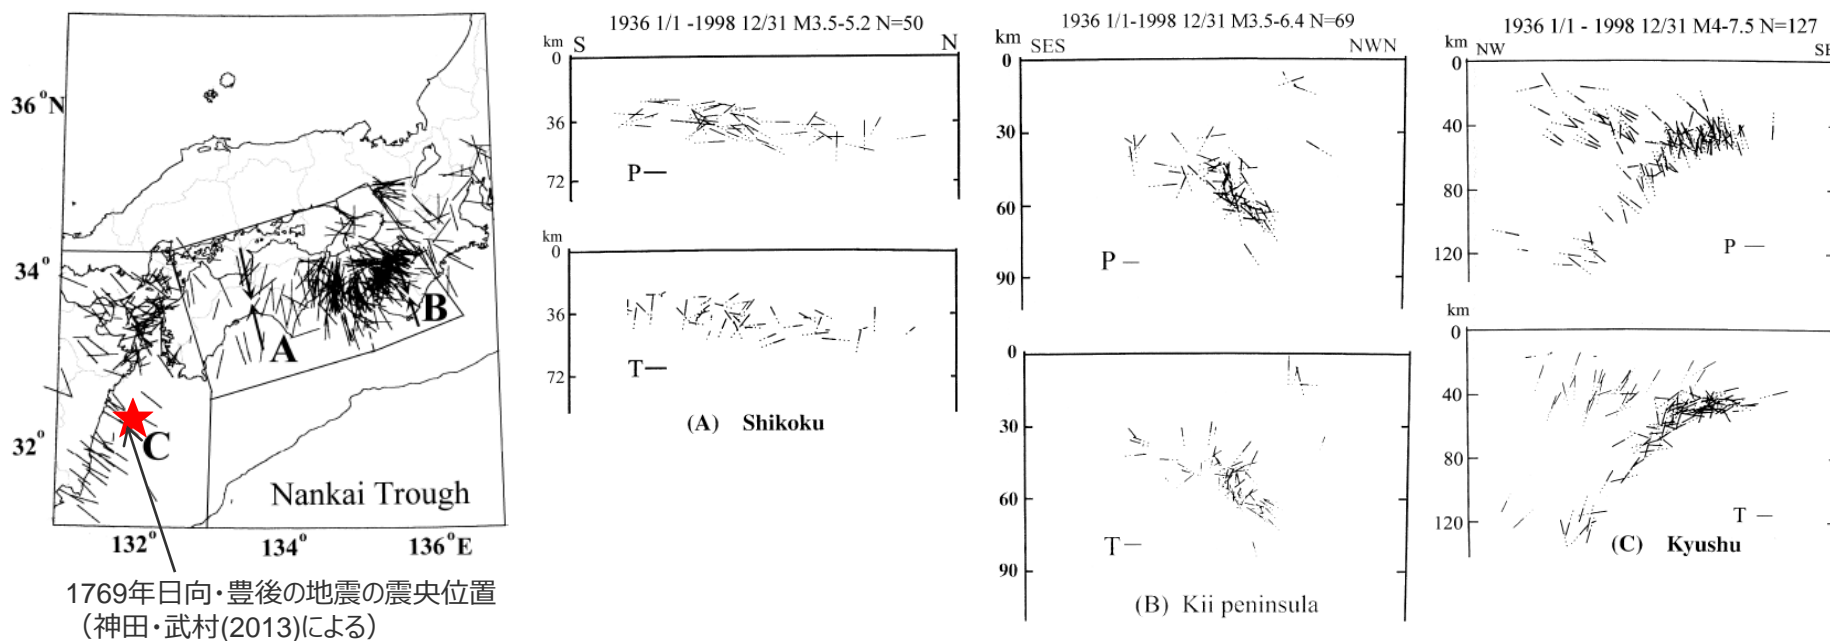 36°N
34°
32°
132°
134°
136°E
A
B
C
Nankai Trough
1769年日向・豊後の地震の震央位置
（神田・武村(2013)による）
1936 1/1 -1998 12/31 M3.5-5.2 N=50
km S N
0
36
72
P
km
0
36
72
T
(A) Shikoku
1936 1/1-1998 12/31 M3.5-6.4 N=69
km SES NWN
0
30
60
90
P
0
30
60
90
T
(B) Kii peninsula
1936 1/1 - 1998 12/31 M4-7.5 N=127
km NW SE
0
40
80
120
P
km
0
40
80
120
T
(C) Kyushu